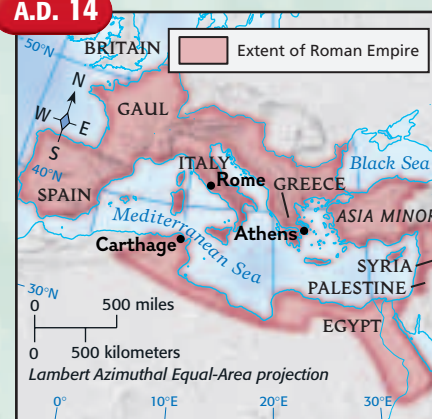 A.D. 14
50°N
BRITAIN
Extent of Roman Empire
N
W
E
S
GAUL
40°N
SPAIN
ITALY
Rome
GREECE
Black Sea
ASIA MINOR
Mediterranean Sea
Carthage
Athens
SYRIA
PALESTINE
30°N
EGYPT
0 500 miles
0 500 kilometers
Lambert Azimuthal Equal-Area projection
0° 10°E 20°E 30°E